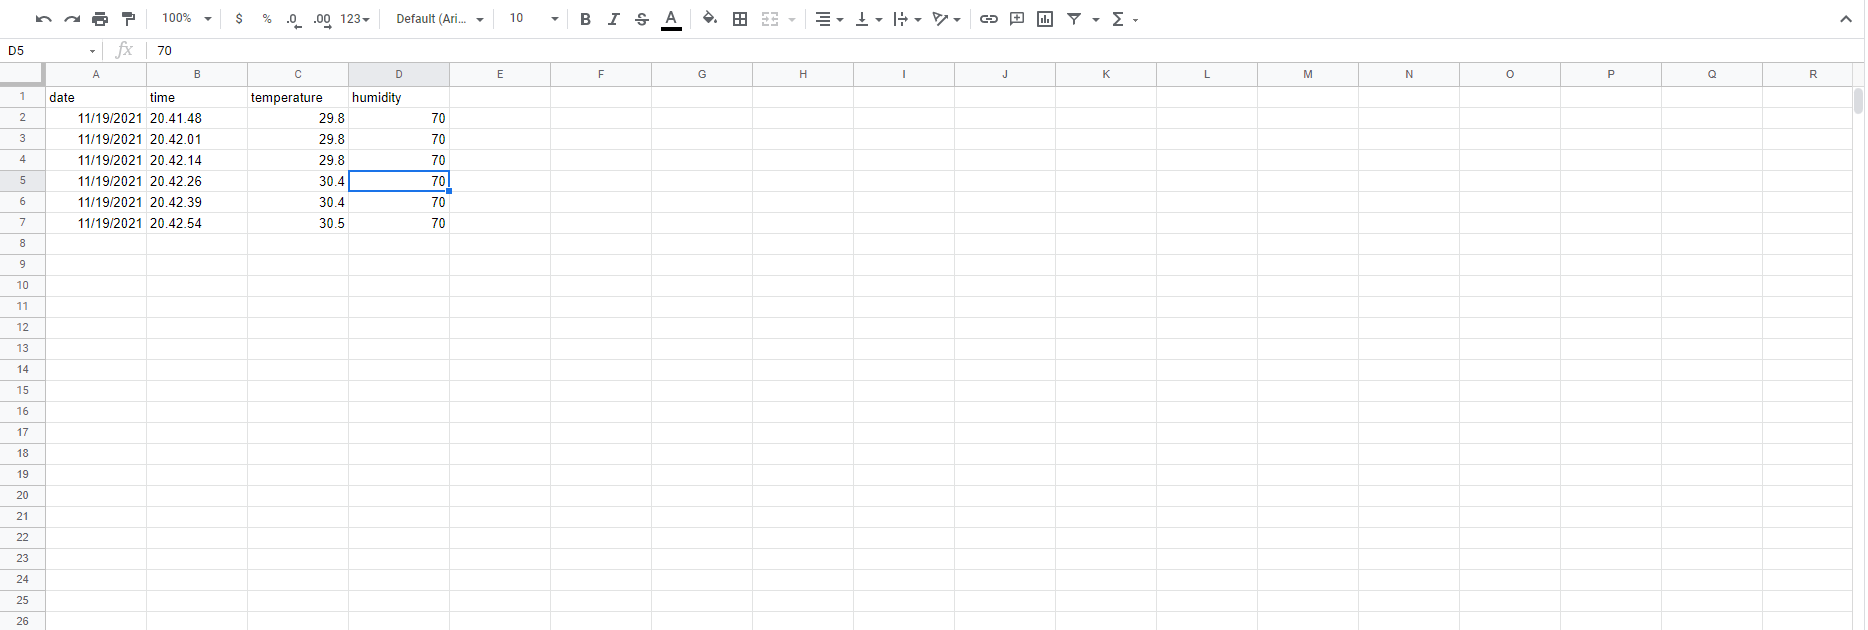 100% $ % .0 .00 123 Default (Ari... 10 B I S A Σ
D5 fx 70
A B C D E F G H I J K L M N O P Q R
1 date time temperature humidity
2 11/19/2021 20.41.48 29.8 70
3 11/19/2021 20.42.01 29.8 70
4 11/19/2021 20.42.14 29.8 70
5 11/19/2021 20.42.26 30.4 70
6 11/19/2021 20.42.39 30.4 70
7 11/19/2021 20.42.54 30.5 70
8
9
10
11
12
13
14
15
16
17
18
19
20
21
22
23
24
25
26